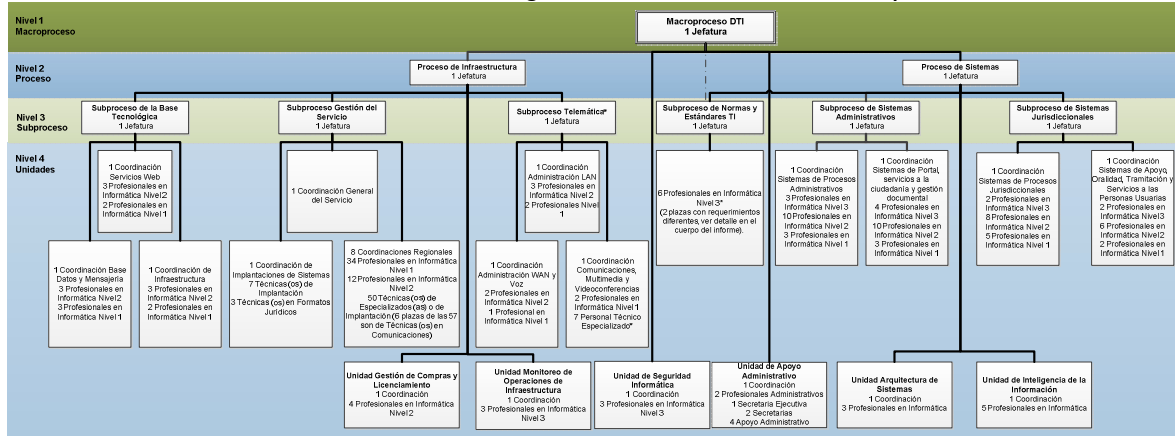 Nivel 1
Macroproceso
Macroproceso DTI
1 Jefatura
Nivel 2
Proceso
Proceso de Infraestructura
1 Jefatura
Proceso de Sistemas
1 Jefatura
Nivel 3
Subproceso
Subproceso de la Base
Tecnológica
1 Jefatura
Subproceso Gestión del
Servicio
1 Jefatura
Subproceso Telemática*
1 Jefatura
Subproceso de Normas y
Estándares TI
1 Jefatura
Subproceso de Sistemas
Administrativos
1 Jefatura
Subproceso de Sistemas
Jurisdiccionales
1 Jefatura
Nivel 4
Unidades
1 Coordinación
Servicios Web
3 Profesionales en
Informática Nivel 2
2 Profesionales en
Informática Nivel 1
1 Coordinación General
del Servicio
1 Coordinación
Administración LAN
3 Profesionales en
Informática Nivel 2
2 Profesionales Nivel
1
6 Profesionales en Informática
Nivel 3*
(2 plazas con requerimientos
diferentes, ver detalle en el
cuerpo del informe).
1 Coordinación
Sistemas de Procesos
Administrativos
3 Profesionales en
Informática Nivel 3
10 Profesionales en
Informática Nivel 2
3 Profesionales en
Informática Nivel 1
1 Coordinación
Sistemas de Portal,
servicios a la
ciudadanía y gestión
documental
4 Profesionales en
Informática Nivel 3
10 Profesionales en
Informática Nivel 2
3 Profesionales en
Informática Nivel 1
1 Coordinación
Sistemas de Procesos
Jurisdiccionales
2 Profesionales en
Informática Nivel 3
8 Profesionales en
Informática Nivel 2
5 Profesionales en
Informática Nivel 1
1 Coordinación
Sistemas de Apoyo,
Oralidad, Tramitación y
Servicios a las
Personas Usuarias
2 Profesionales en
Informática Nivel 3
6 Profesionales en
Informática Nivel 2
2 Profesionales en
Informática Nivel 1
1 Coordinación Base
Datos y Mensajería
3 Profesionales en
Informática Nivel 2
3 Profesionales en
Informática Nivel 1
1 Coordinación de
Infraestructura
3 Profesionales en
Informática Nivel 2
2 Profesionales en
Informática Nivel 1
1 Coordinación de
Implantaciones de Sistemas
7 Técnicas(os) de
Implantación
3 Técnicas(os) en Formatos
Jurídicos
8 Coordinaciones Regionales
34 Profesionales en Informática
Nivel 1
12 Profesionales en Informática
Nivel 2
50 Técnicas(os) de
Especializados(as) o de
Implantación (6 plazas de las 57
son de Técnicas(os) en
Comunicaciones)
1 Coordinación
Administración WAN y
Voz
2 Profesionales en
Informática Nivel 2
1 Profesional en
Informática Nivel 1
1 Coordinación
Comunicaciones,
Multimedia y
Videoconferencias
2 Profesionales en
Informática Nivel 1
7 Personal Técnico
Especializado*
Unidad Gestión de Compras y
Licenciamiento
1 Coordinación
4 Profesionales en Informática
Nivel 2
Unidad Monitoreo de
Operaciones de
Infraestructura
1 Coordinación
3 Profesionales en Informática
Nivel 3
Unidad de Seguridad
Informática
1 Coordinación
3 Profesionales en Informática
Nivel 3
Unidad de Apoyo
Administrativo
1 Coordinación
2 Profesionales Administrativos
1 Secretaria Ejecutiva
2 Secretarias
4 Apoyo Administrativo
Unidad Arquitectura de
Sistemas
1 Coordinación
3 Profesionales en Informática
Unidad de Inteligencia de la
Información
1 Coordinación
5 Profesionales en Informática